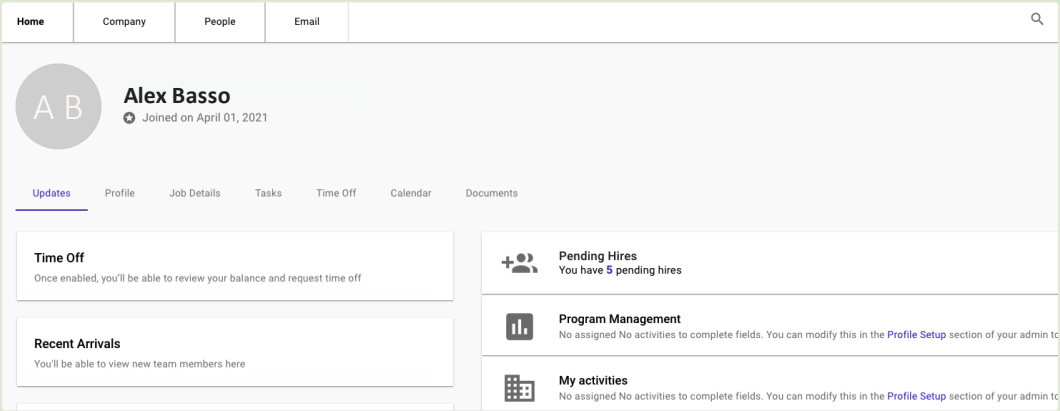 Home Company People Email
A B
Alex Basso
Joined on April 01, 2021
Updates Profile Job Details Tasks Time Off Calendar Documents
Time Off
Once enabled, you'll be able to review your balance and request time off
Recent Arrivals
You'll be able to view new team members here
Pending Hires
You have 5 pending hires
Program Management
No assigned No activities to complete fields. You can modify this in the Profile Setup section of your admin
My activities
No assigned No activities to complete fields. You can modify this in the Profile Setup section of your admin